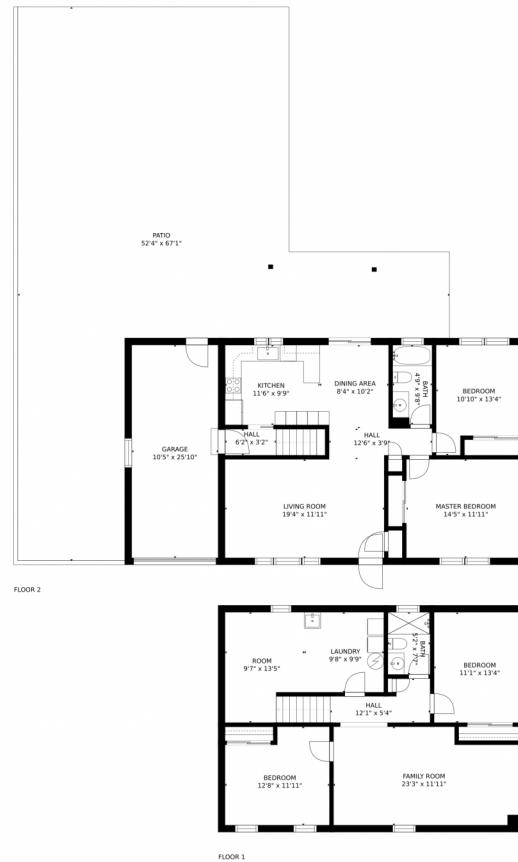 PATIO
52'4" x 67'1"
KITCHEN
11'6" x 9'9"
DINING AREA
8'4" x 10'2"
BATH
4'9" x 9'8"
BEDROOM
10'10" x 13'4"
HALL
6'2" x 3'2"
HALL
12'6" x 3'9"
GARAGE
10'5" x 25'10"
LIVING ROOM
19'4" x 11'11"
MASTER BEDROOM
14'5" x 11'11"
FLOOR 2
ROOM
9'7" x 13'5"
LAUNDRY
9'8" x 9'9"
BATH
5'2" x 7'7"
BEDROOM
11'1" x 13'4"
HALL
12'1" x 5'4"
BEDROOM
12'8" x 11'11"
FAMILY ROOM
23'3" x 11'11"
FLOOR 1